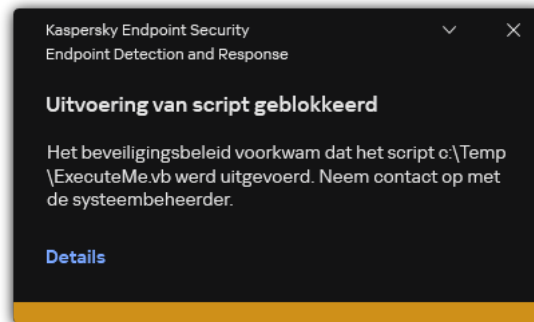 Kaspersky Endpoint Security
Endpoint Detection and Response
Uitvoering van script geblokkeerd
Het beveiligingsbeleid voorkwam dat het script c:\Temp
\ExecuteMe.vb werd uitgevoerd. Neem contact op met
de systeembeheerder.
Details